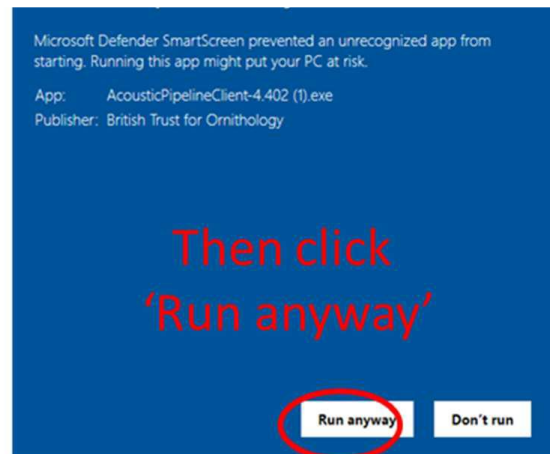 Microsoft Defender SmartScreen prevented an unrecognized app from
starting. Running this app might put your PC at risk.
App: AcousticPipelineClient-4.402 (1).exe
Publisher: British Trust for Ornithology
Then click
'Run anyway'
Run anyway Don't run